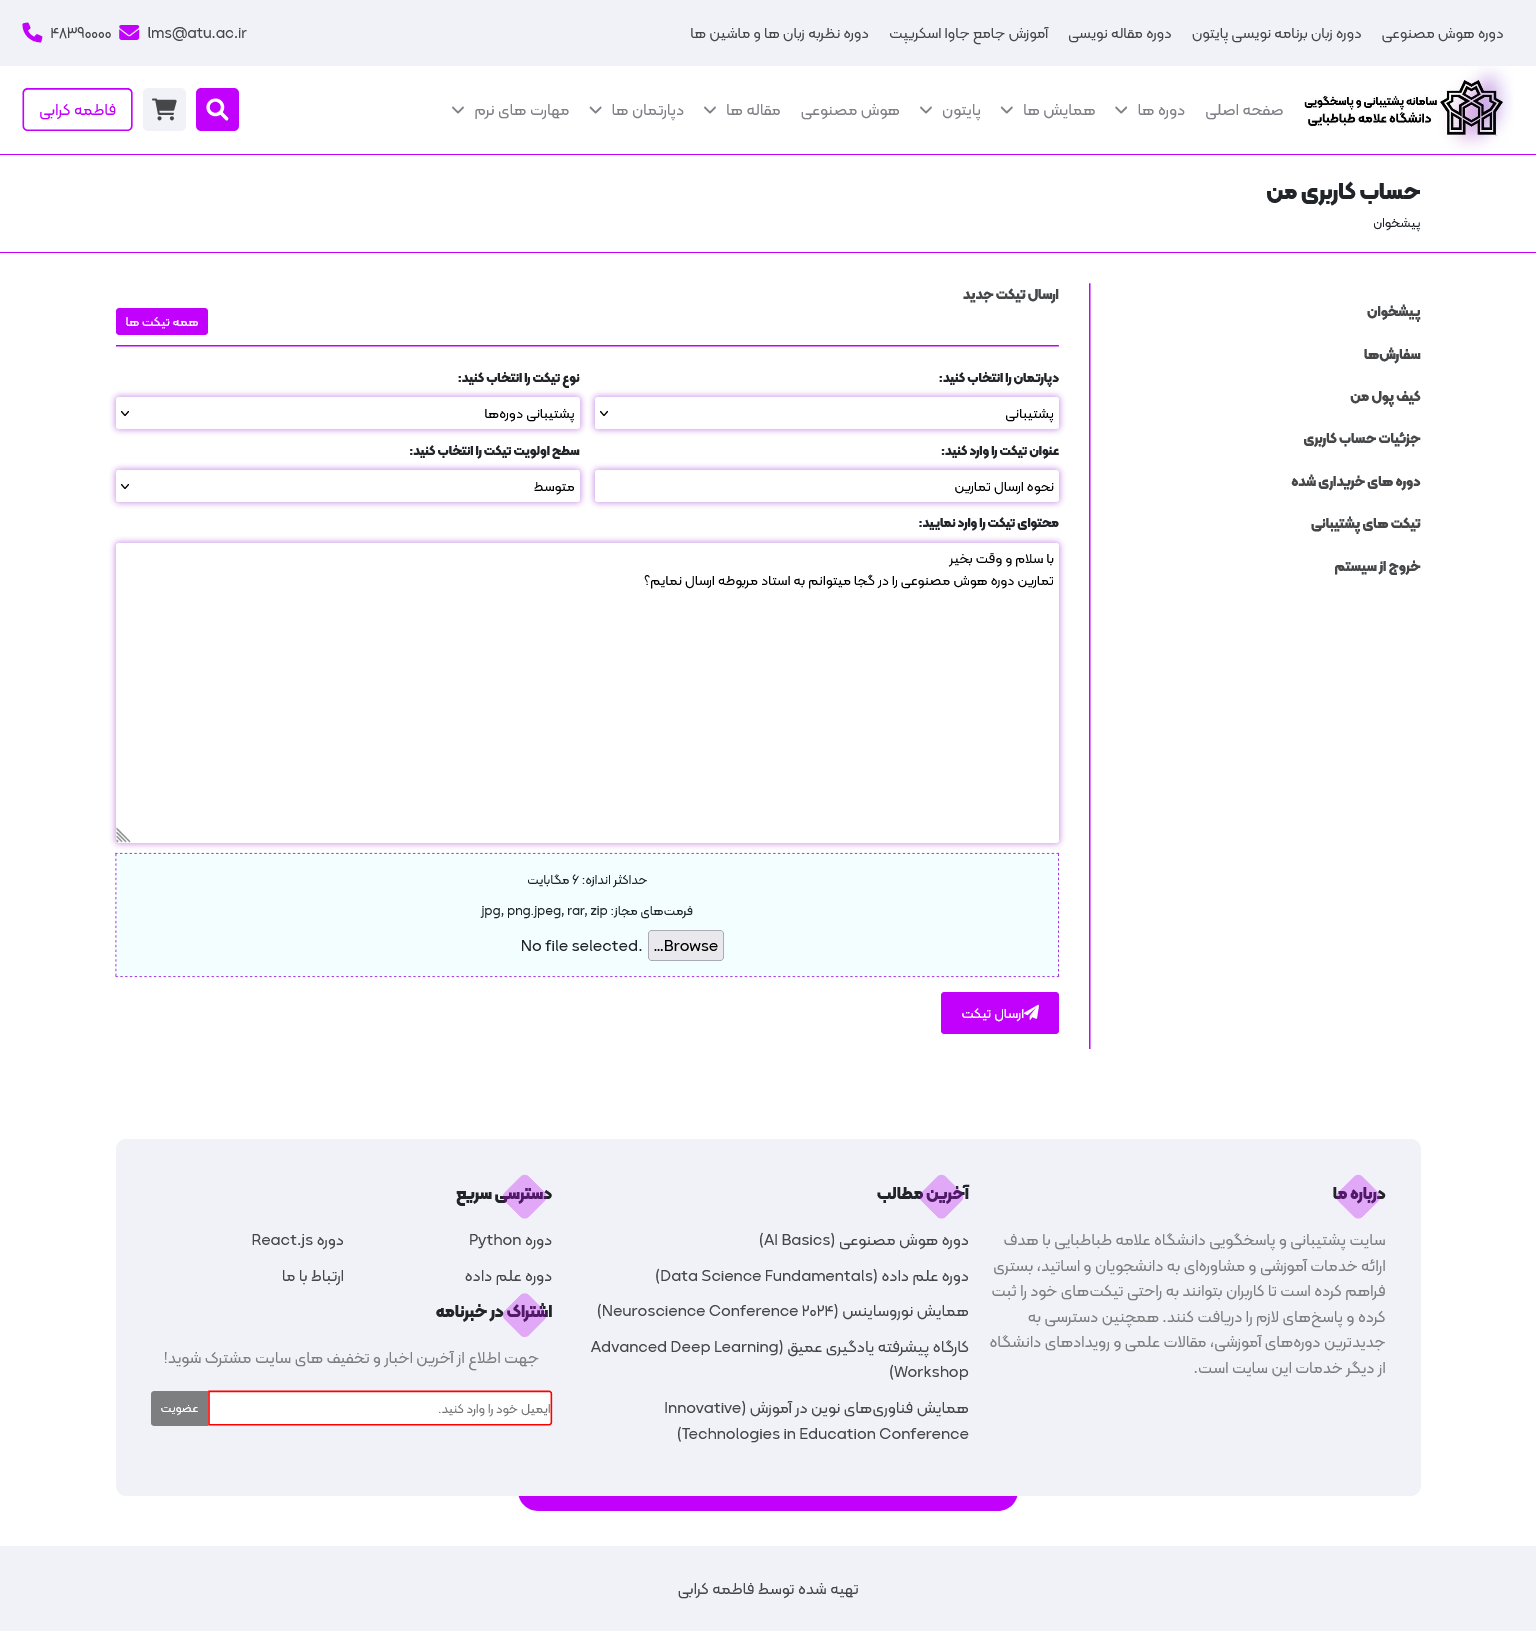 دوره هوش مصنوعی
دوره زبان برنامه نویسی پایتون
دوره مقاله نویسی
آموزش جامع جاوا اسکریپت
دوره نظریه زبان ها و ماشین ها
lms@atu.ac.ir
۴۸۳۹۰۰۰۰
سامانه پشتیبانی و پاسخگویی
دانشگاه علامه طباطبایی
صفحه اصلی
دوره ها
همایش ها
پایتون
هوش مصنوعی
مقاله ها
دپارتمان ها
مهارت های نرم
فاطمه کرابی
حساب کاربری من
پیشخوان
پیشخوان
سفارش‌ها
کیف پول من
جزئیات حساب کاربری
دوره های خریداری شده
تیکت های پشتیبانی
خروج از سیستم
ارسال تیکت جدید
همه تیکت ها
دپارتمان را انتخاب کنید:
نوع تیکت را انتخاب کنید:
پشتیبانی
پشتیبانی دوره‌ها
عنوان تیکت را وارد کنید:
سطح اولویت تیکت را انتخاب کنید:
نحوه ارسال تمارین
متوسط
محتوای تیکت را وارد نمایید:
با سلام و وقت بخیر
تمارین دوره هوش مصنوعی را در گجا میتوانم به استاد مربوطه ارسال نمایم؟
حداکثر اندازه: ۶ مگابایت
فرمت‌های مجاز: jpg, png.jpeg, rar, zip
Browse…
No file selected.
ارسال تیکت
درباره ما
سایت پشتیبانی و پاسخگویی دانشگاه علامه طباطبایی با هدف
ارائه خدمات آموزشی و مشاوره‌ای به دانشجویان و اساتید، بستری
فراهم کرده است تا کاربران بتوانند به راحتی تیکت‌های خود را ثبت
کرده و پاسخ‌های لازم را دریافت کنند. همچنین دسترسی به
جدیدترین دوره‌های آموزشی، مقالات علمی و رویدادهای دانشگاه
از دیگر خدمات این سایت است.
آخرین مطالب
دوره هوش مصنوعی (AI Basics)
دوره علم داده (Data Science Fundamentals)
همایش نوروساینس (Neuroscience Conference ۲۰۲۴)
کارگاه پیشرفته یادگیری عمیق (Advanced Deep Learning
Workshop)
همایش فناوری‌های نوین در آموزش (Innovative
Technologies in Education Conference)
دسترسی سریع
دوره Python
دوره React.js
دوره علم داده
ارتباط با ما
اشتراک در خبرنامه
جهت اطلاع از آخرین اخبار و تخفیف های سایت مشترک شوید!
ایمیل خود را وارد کنید.
عضویت
تهیه شده توسط فاطمه کرابی